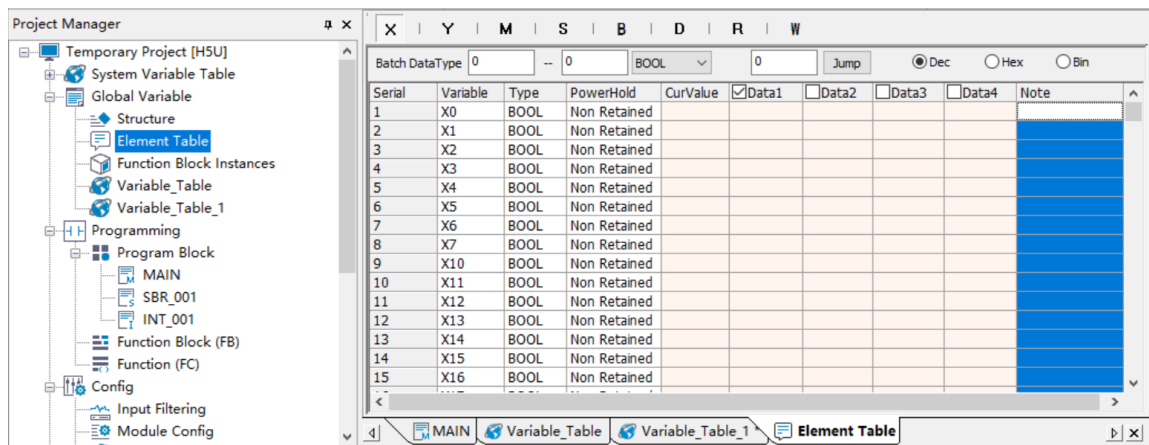 Project Manager
Temporary Project [H5U]
System Variable Table
Global Variable
Structure
Element Table
Function Block Instances
Variable_Table
Variable_Table_1
Programming
Program Block
MAIN
SBR_001
INT_001
Function Block (FB)
Function (FC)
Config
Input Filtering
Module Config
X Y M S B D R W
Batch DataType 0 -- 0 BOOL 0 Jump Dec Hex Bin
Serial Variable Type PowerHold CurValue Data1 Data2 Data3 Data4 Note
1 X0 BOOL Non Retained
2 X1 BOOL Non Retained
3 X2 BOOL Non Retained
4 X3 BOOL Non Retained
5 X4 BOOL Non Retained
6 X5 BOOL Non Retained
7 X6 BOOL Non Retained
8 X7 BOOL Non Retained
9 X10 BOOL Non Retained
10 X11 BOOL Non Retained
11 X12 BOOL Non Retained
12 X13 BOOL Non Retained
13 X14 BOOL Non Retained
14 X15 BOOL Non Retained
15 X16 BOOL Non Retained
MAIN Variable_Table Variable_Table_1 * Element Table